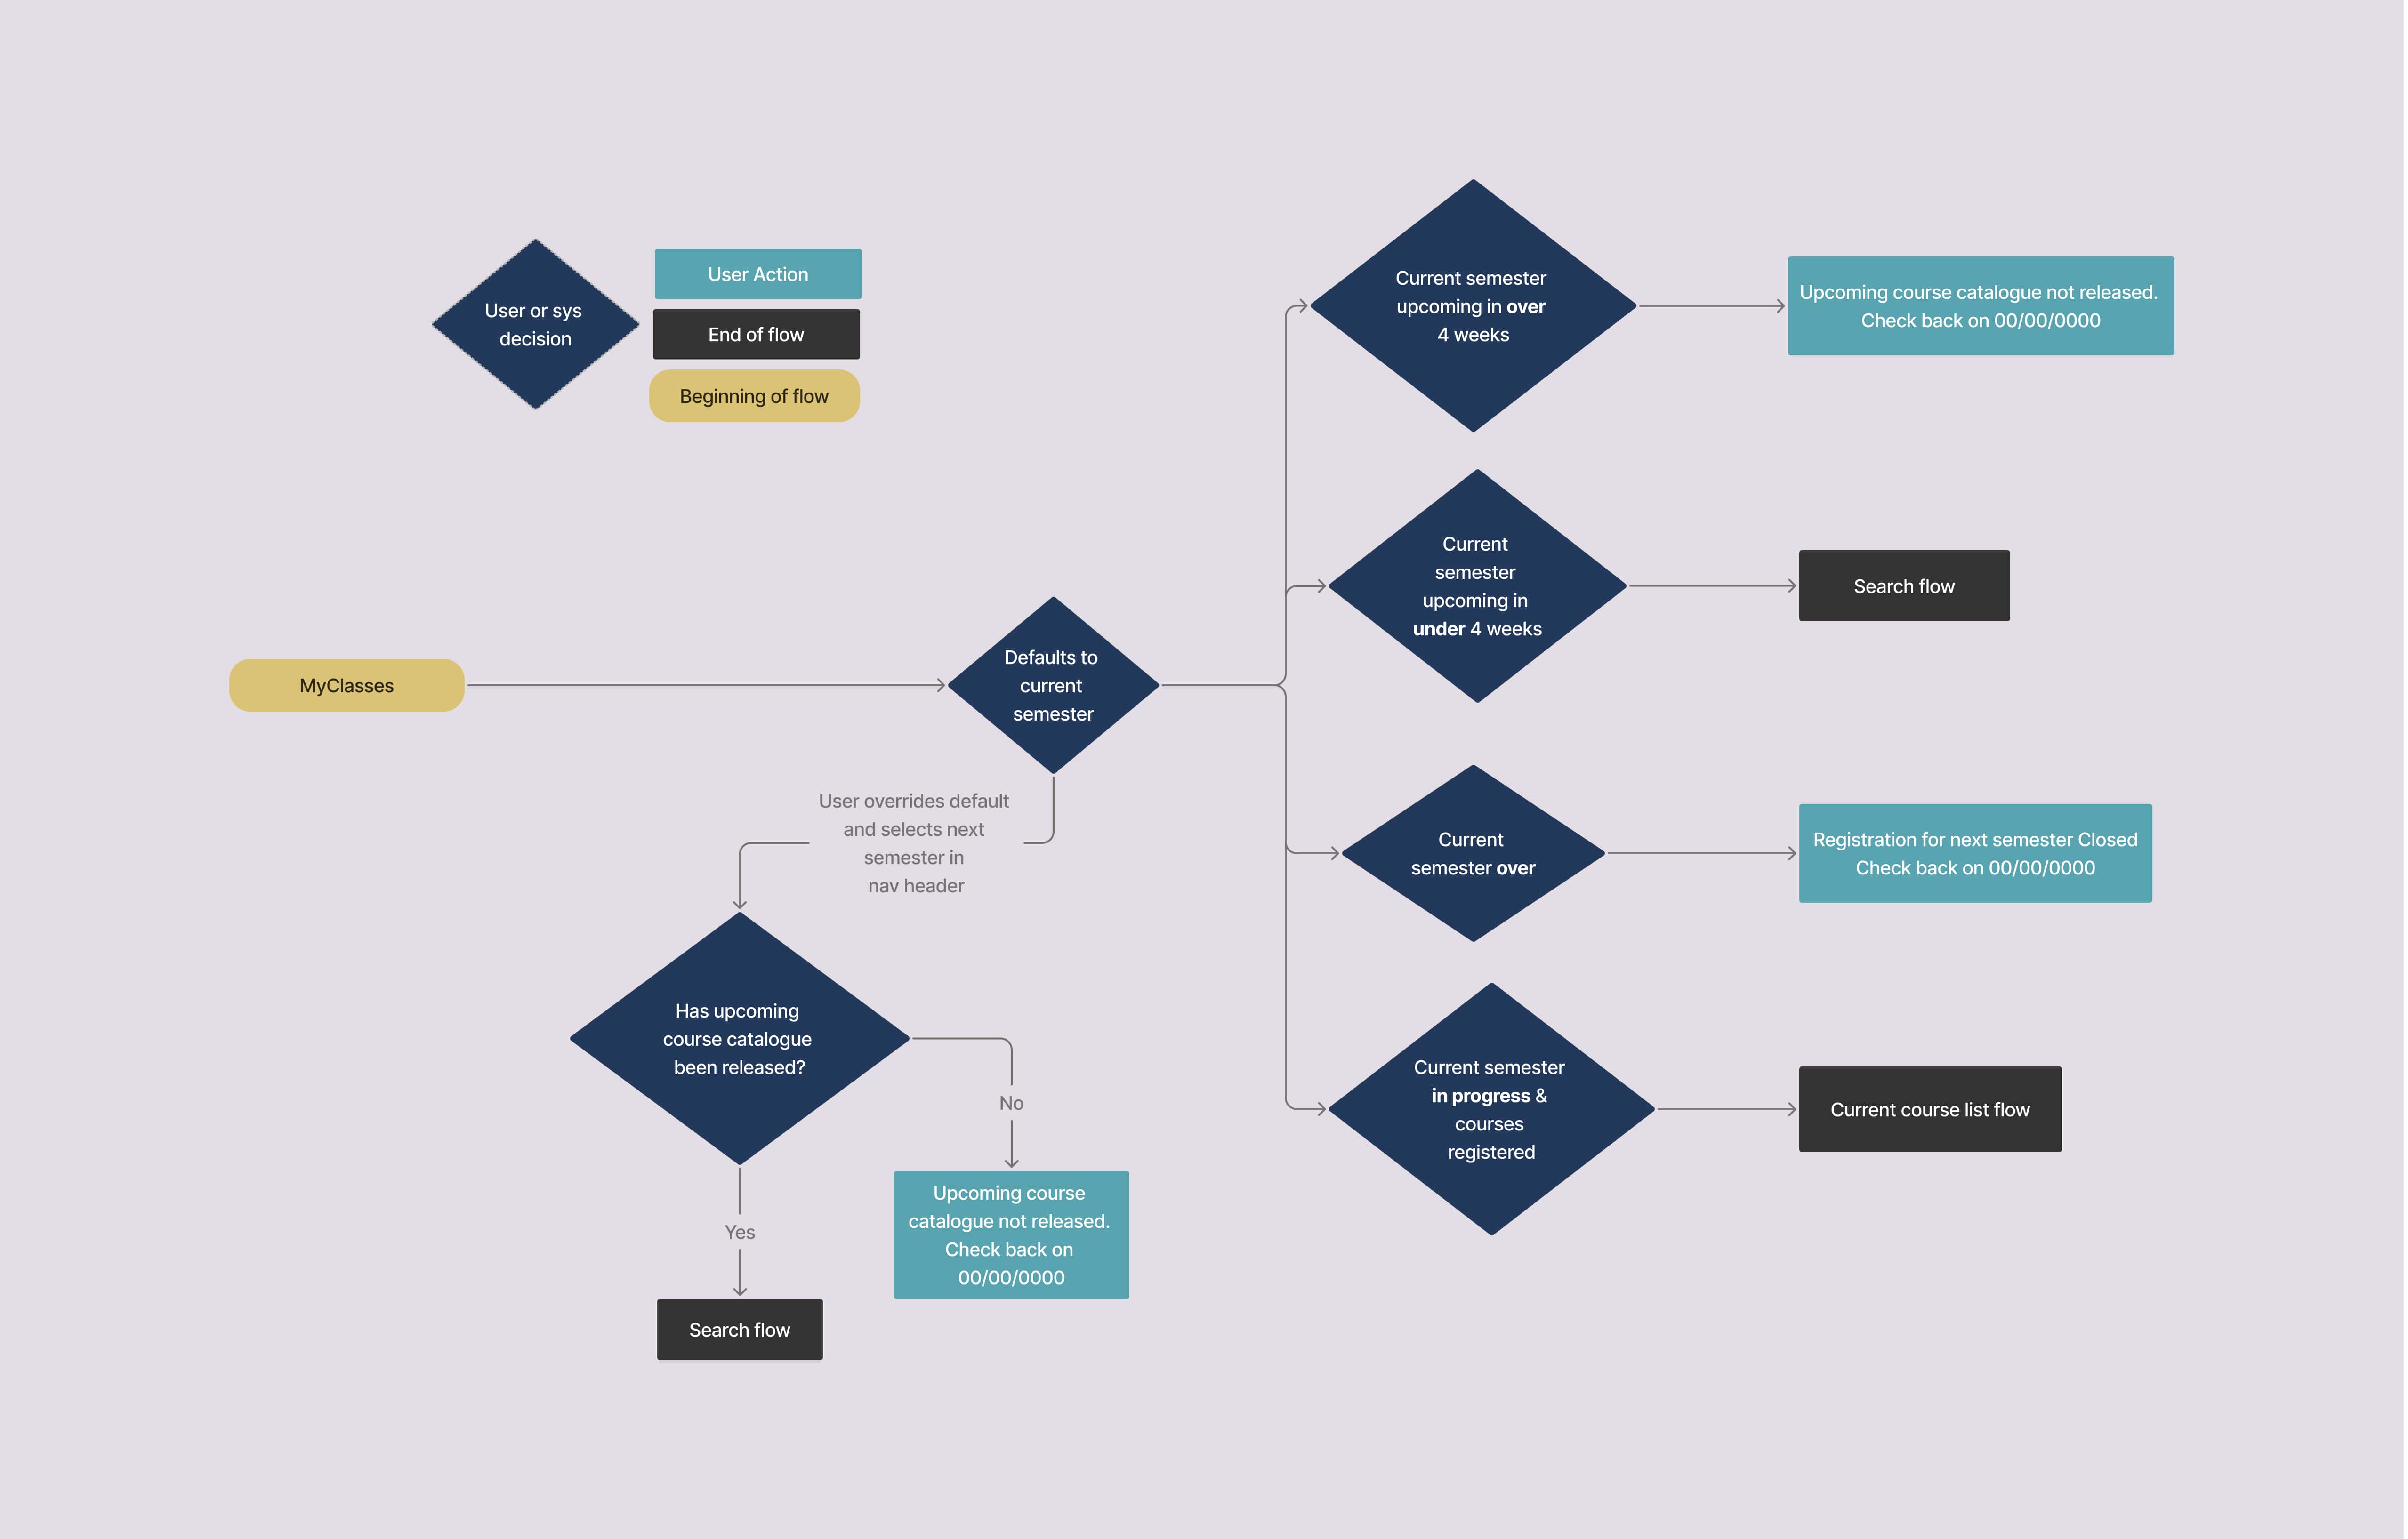 User or sys
decision
User Action
End of flow
Beginning of flow
MyClasses
Defaults to
current
semester
User overrides default
and selects next
semester in
nav header
Has upcoming
course catalogue
been released?
No
Upcoming course
catalogue not released.
Check back on
00/00/0000
Yes
Search flow
Current semester
upcoming in over
4 weeks
Upcoming course catalogue not released.
Check back on 00/00/0000
Current
semester
upcoming in
under 4 weeks
Search flow
Current
semester over
Registration for next semester Closed
Check back on 00/00/0000
Current semester
in progress &
courses
registered
Current course list flow